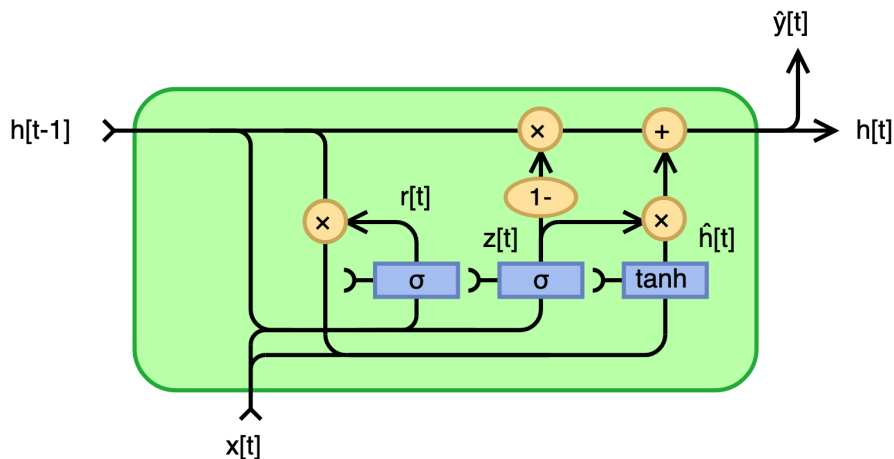 ŷ[t]
h[t-1]
×
+
h[t]
1-
r[t]
×
×
z[t]
ĥ[t]
σ
σ
tanh
x[t]